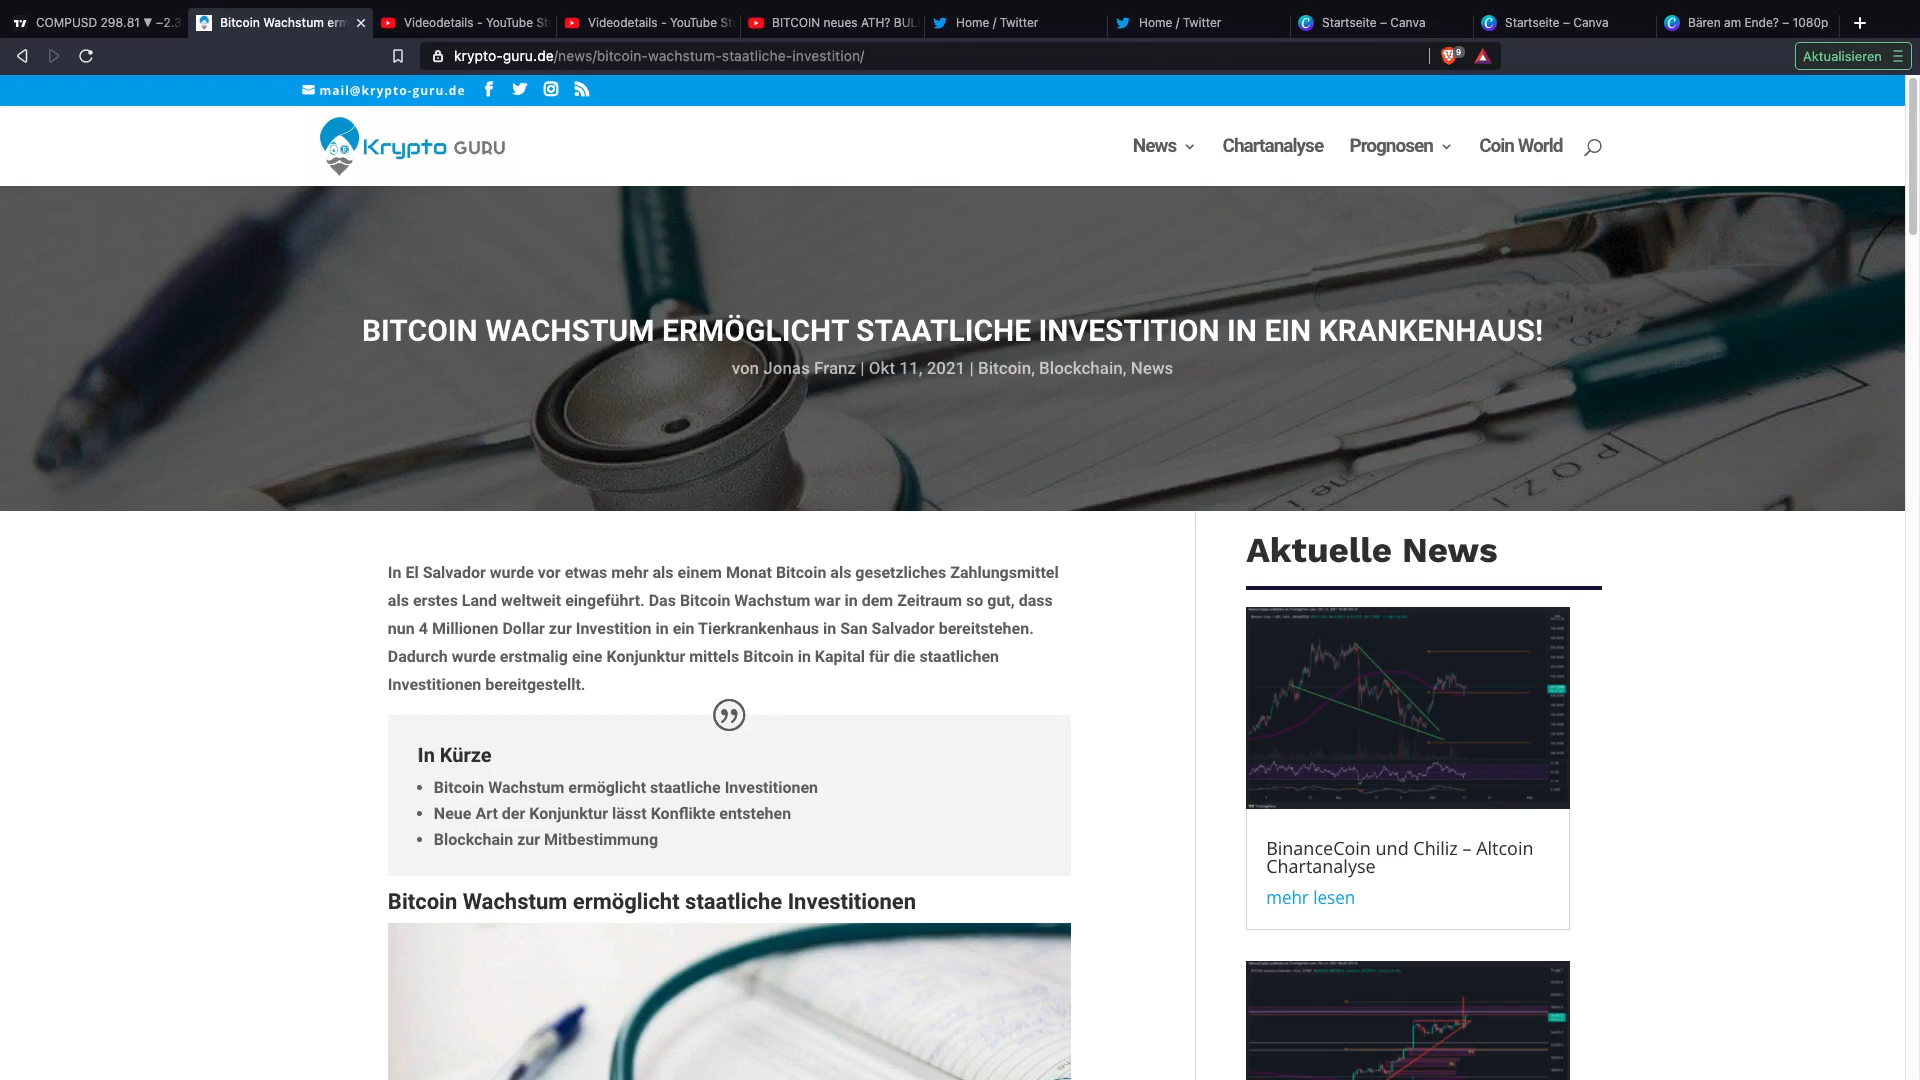 COMPUSD 298.81 ▼ −2.3
Bitcoin Wachstum erm
Videodetails - YouTube St
Videodetails - YouTube St
BITCOIN neues ATH? BUL
Home / Twitter
Home / Twitter
Startseite – Canva
Startseite – Canva
Bären am Ende? – 1080p
krypto-guru.de/news/bitcoin-wachstum-staatliche-investition/
9
Aktualisieren
mail@krypto-guru.de
Krypto GURU
News
Chartanalyse
Prognosen
Coin World
BITCOIN WACHSTUM ERMÖGLICHT STAATLICHE INVESTITION IN EIN KRANKENHAUS!
von Jonas Franz | Okt 11, 2021 | Bitcoin, Blockchain, News
In El Salvador wurde vor etwas mehr als einem Monat Bitcoin als gesetzliches Zahlungsmittel
als erstes Land weltweit eingeführt. Das Bitcoin Wachstum war in dem Zeitraum so gut, dass
nun 4 Millionen Dollar zur Investition in ein Tierkrankenhaus in San Salvador bereitstehen.
Dadurch wurde erstmalig eine Konjunktur mittels Bitcoin in Kapital für die staatlichen
Investitionen bereitgestellt.
In Kürze
• Bitcoin Wachstum ermöglicht staatliche Investitionen
• Neue Art der Konjunktur lässt Konflikte entstehen
• Blockchain zur Mitbestimmung
Bitcoin Wachstum ermöglicht staatliche Investitionen
Aktuelle News
BinanceCoin und Chiliz – Altcoin
Chartanalyse
mehr lesen